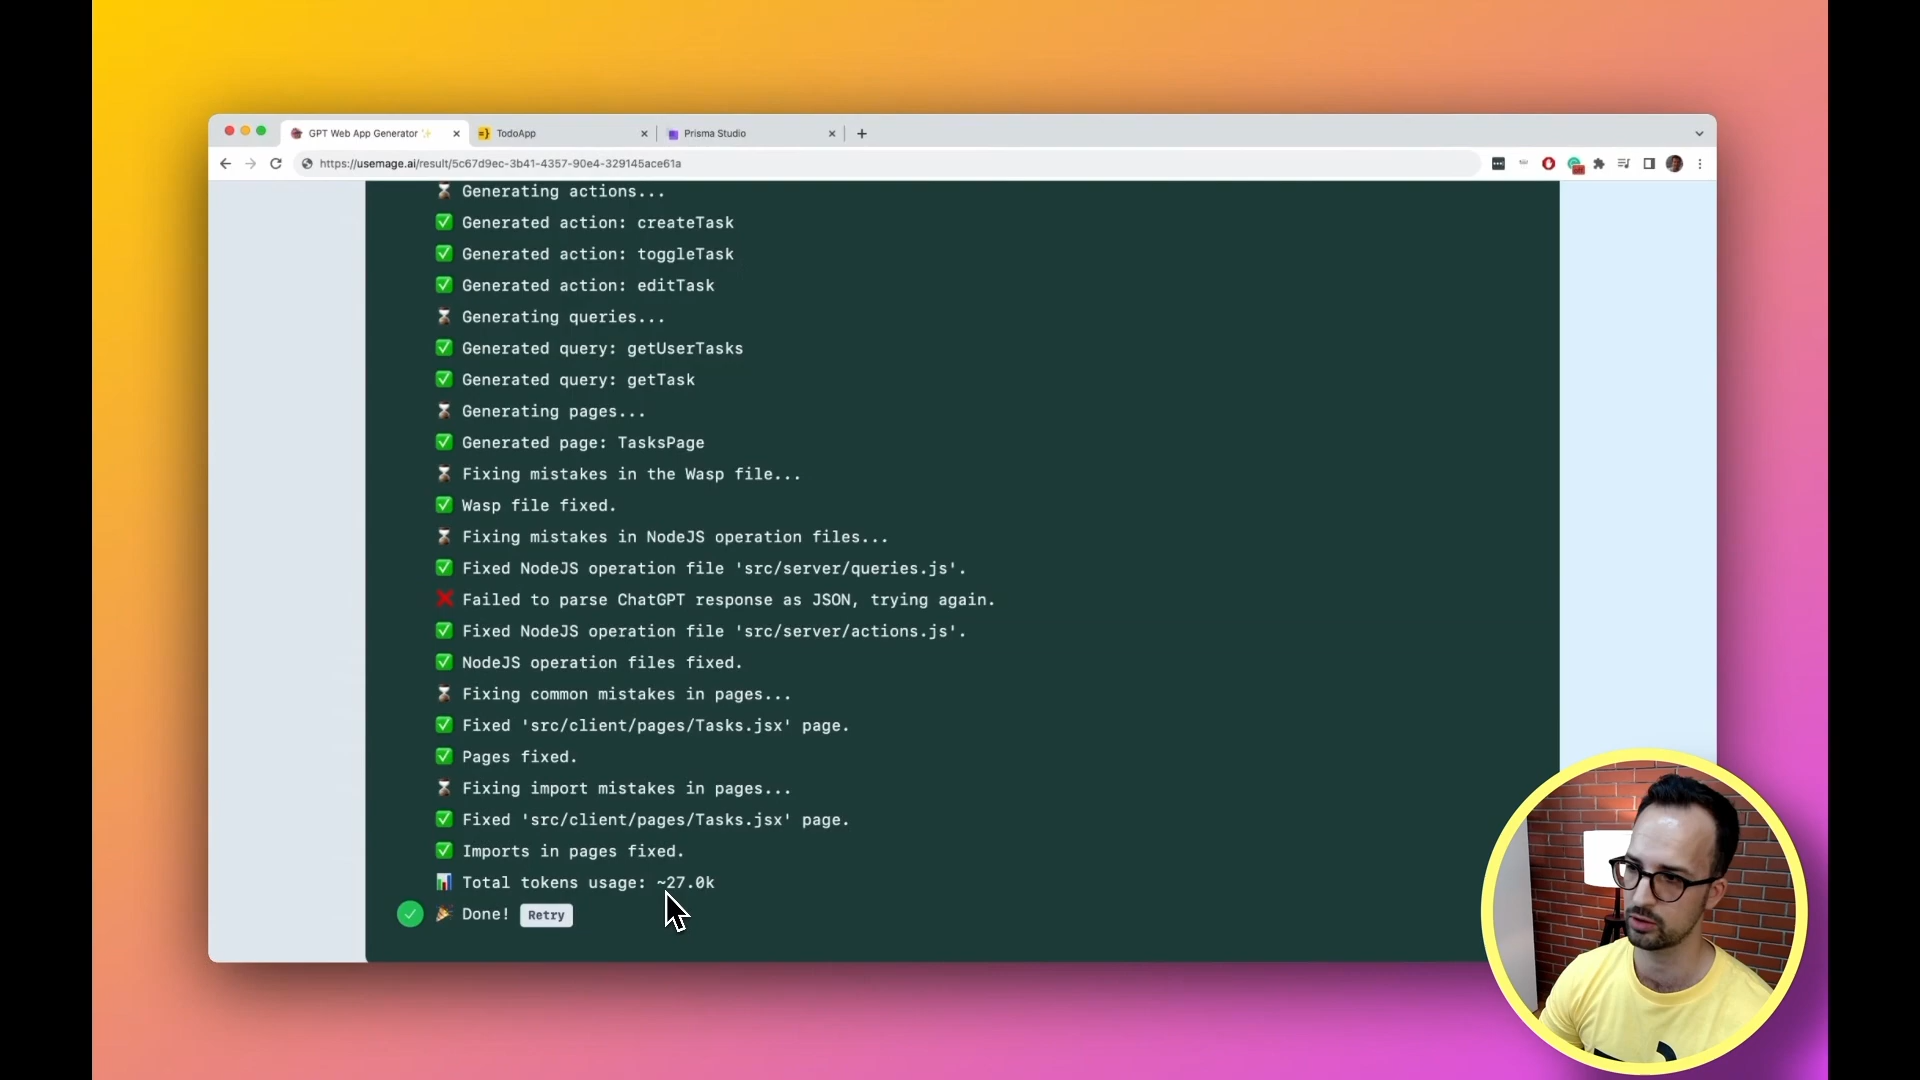 GPT Web App Generator ✨
TodoApp
Prisma Studio
https://usemage.ai/result/5c67d9ec-3b41-4357-90e4-329145ace61a
Generating actions...
Generated action: createTask
Generated action: toggleTask
Generated action: editTask
Generating queries...
Generated query: getUserTasks
Generated query: getTask
Generating pages...
Generated page: TasksPage
Fixing mistakes in the Wasp file...
Wasp file fixed.
Fixing mistakes in NodeJS operation files...
Fixed NodeJS operation file 'src/server/queries.js'.
Failed to parse ChatGPT response as JSON, trying again.
Fixed NodeJS operation file 'src/server/actions.js'.
NodeJS operation files fixed.
Fixing common mistakes in pages...
Fixed 'src/client/pages/Tasks.jsx' page.
Pages fixed.
Fixing import mistakes in pages...
Fixed 'src/client/pages/Tasks.jsx' page.
Imports in pages fixed.
Total tokens usage: ~27.0k
Done! Retry